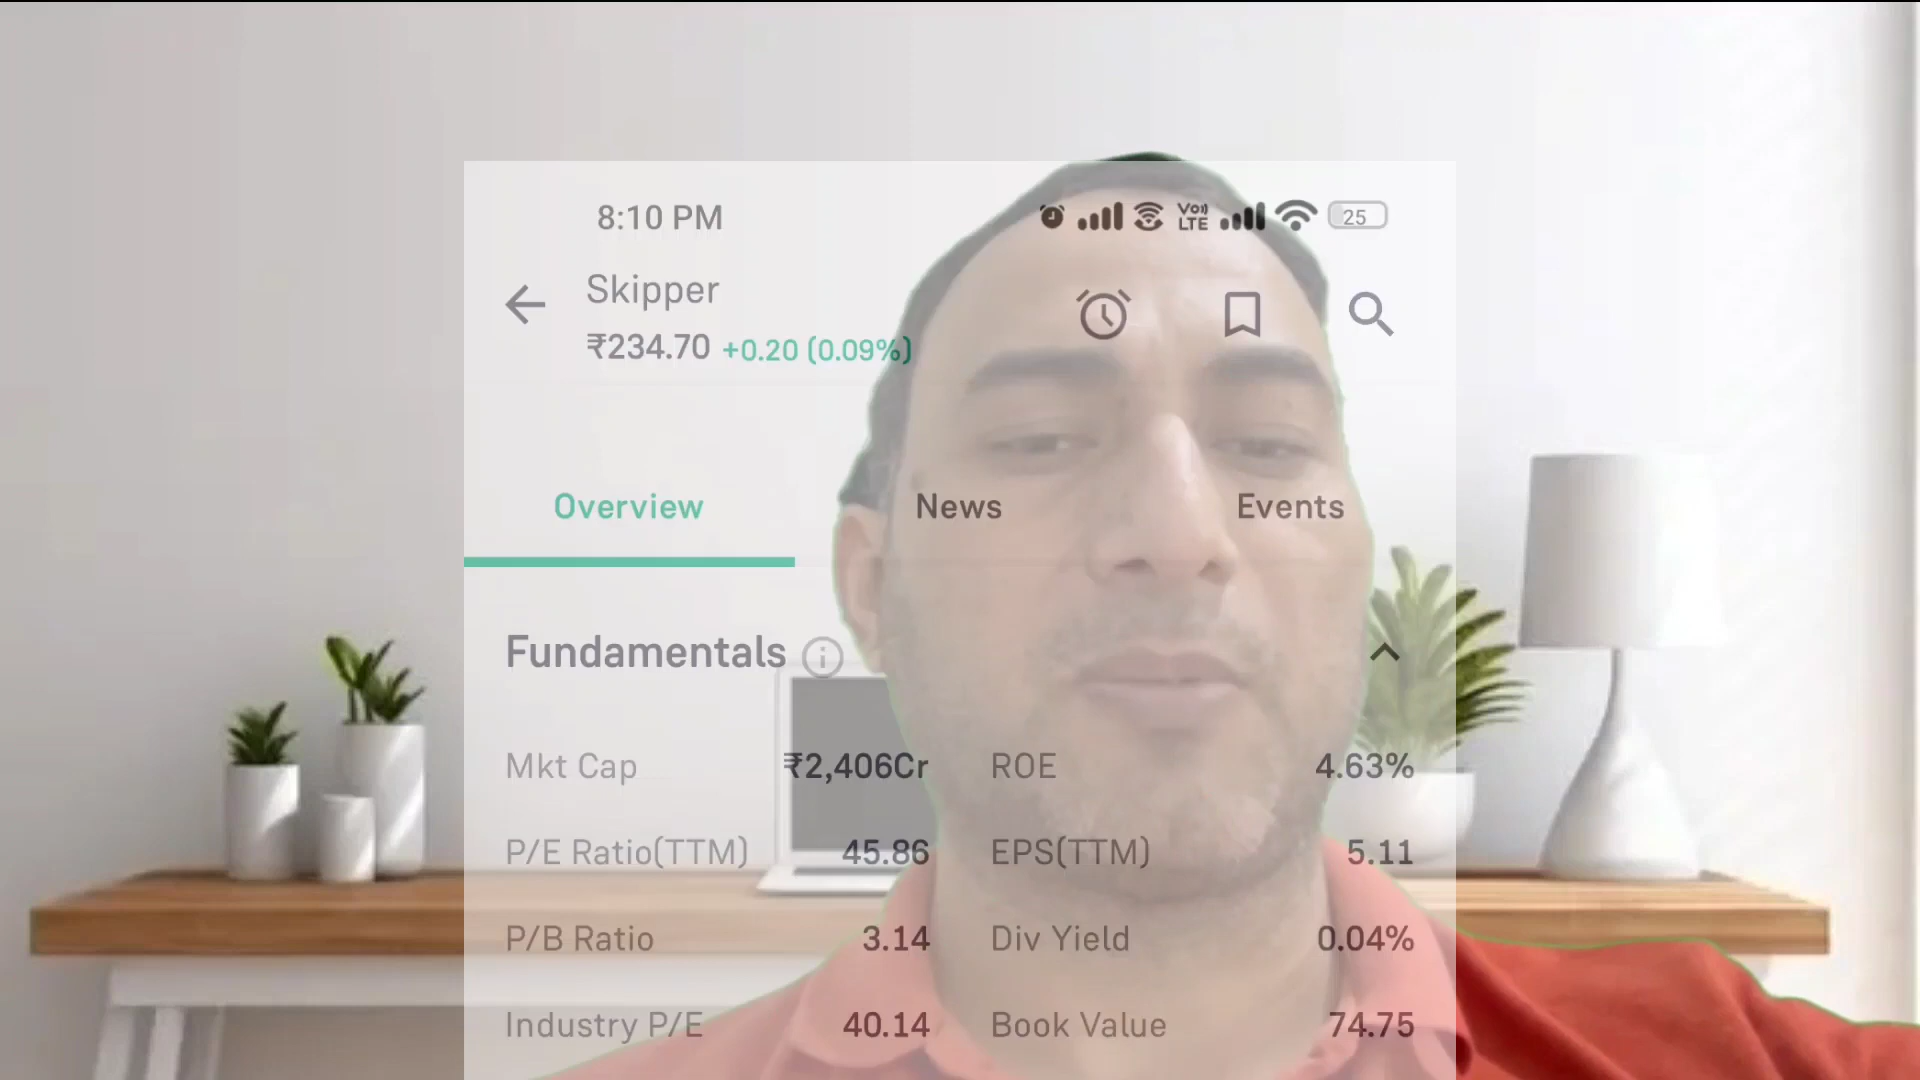 8:10 PM VO)) LTE 25
Skipper
₹234.70 +0.20 (0.09%)
Overview News Events
Fundamentals
Mkt Cap ₹2,406Cr ROE 4.63%
P/E Ratio(TTM) 45.86 EPS(TTM) 5.11
P/B Ratio 3.14 Div Yield 0.04%
Industry P/E 40.14 Book Value 74.75